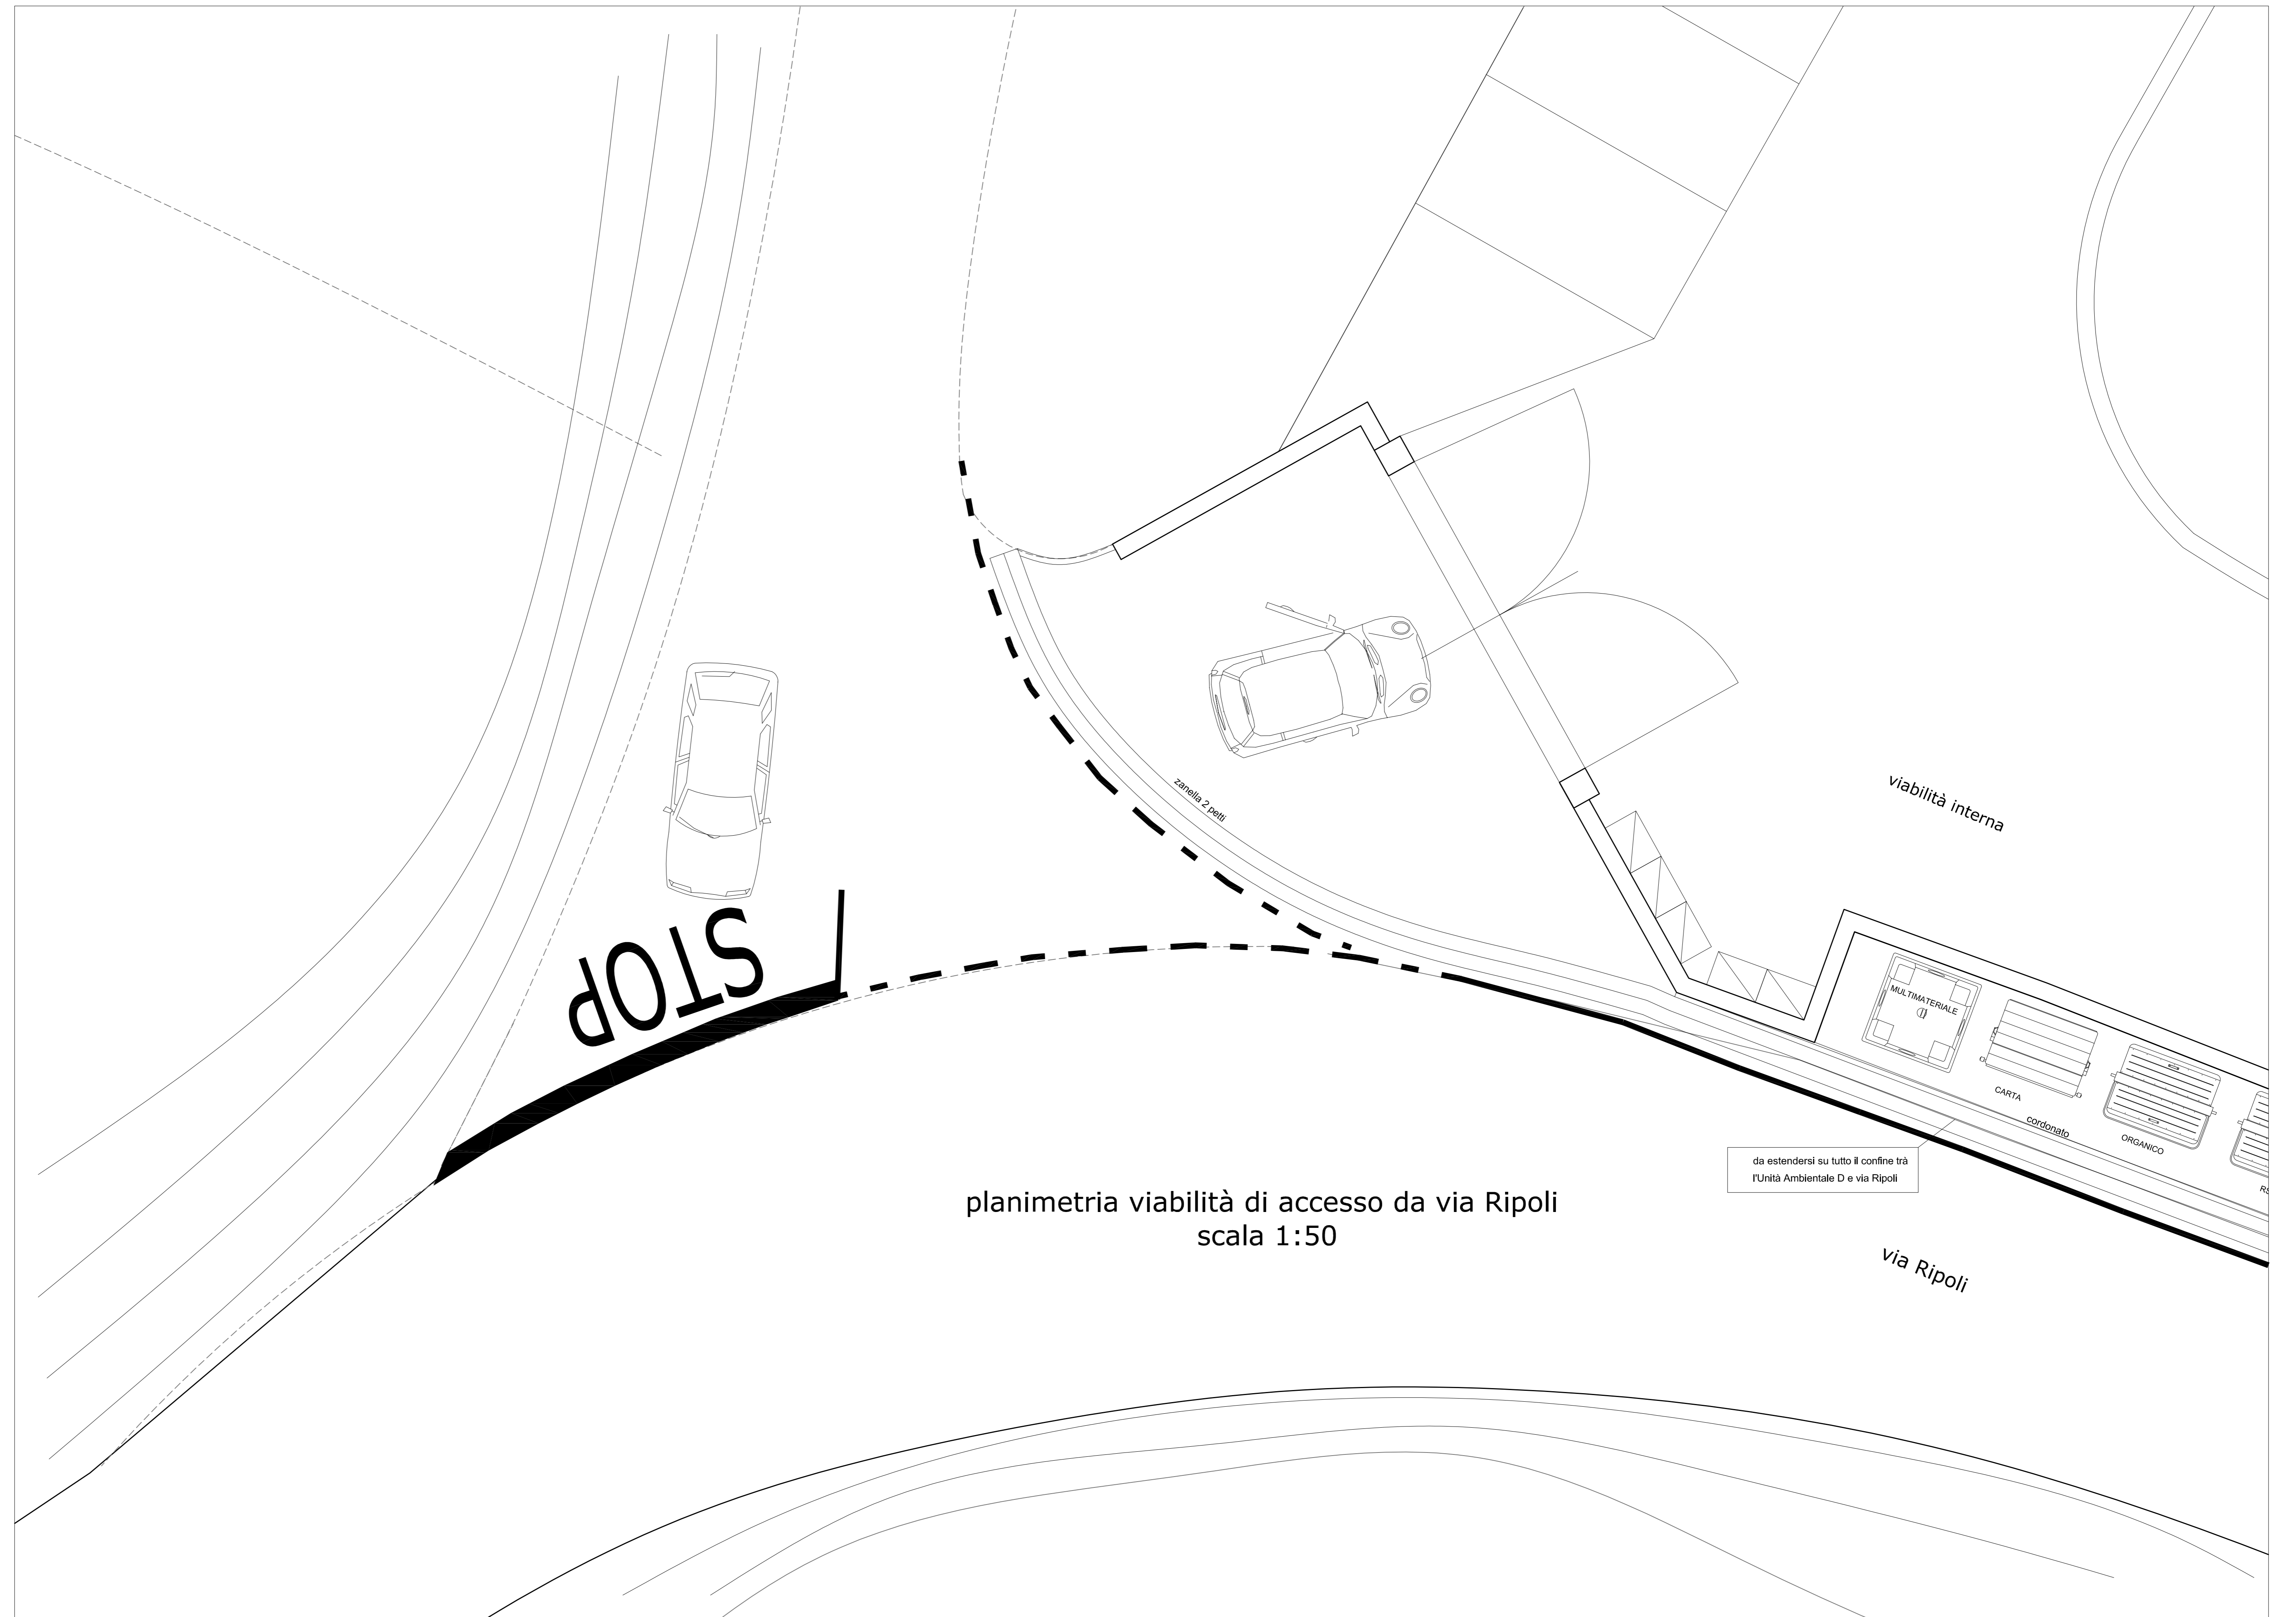 zanella 2 petti
viabilità interna
STOP
MULTIMATERIALE
CARTA
cordonato
ORGANICO
da estendersi su tutto il confine trà
l'Unità Ambientale D e via Ripoli
planimetria viabilità di accesso da via Ripoli
scala 1:50
via Ripoli